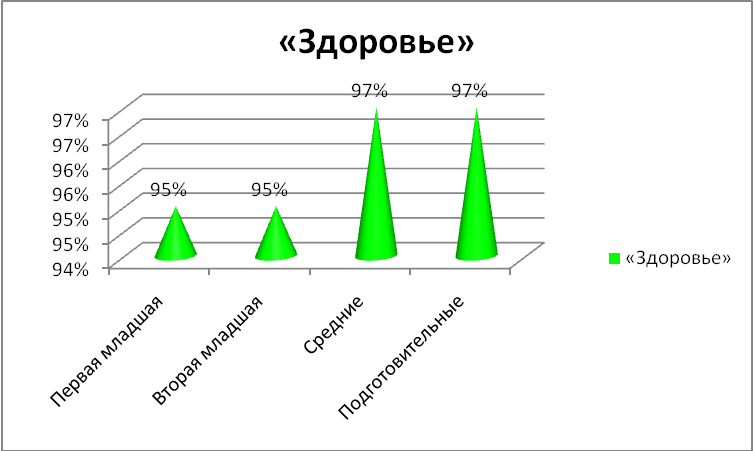 «Здоровье»
97%
97%
95%
95%
97%
97%
96%
96%
95%
95%
94%
Первая младшая
Вторая младшая
Средние
Подготовительные
«Здоровье»